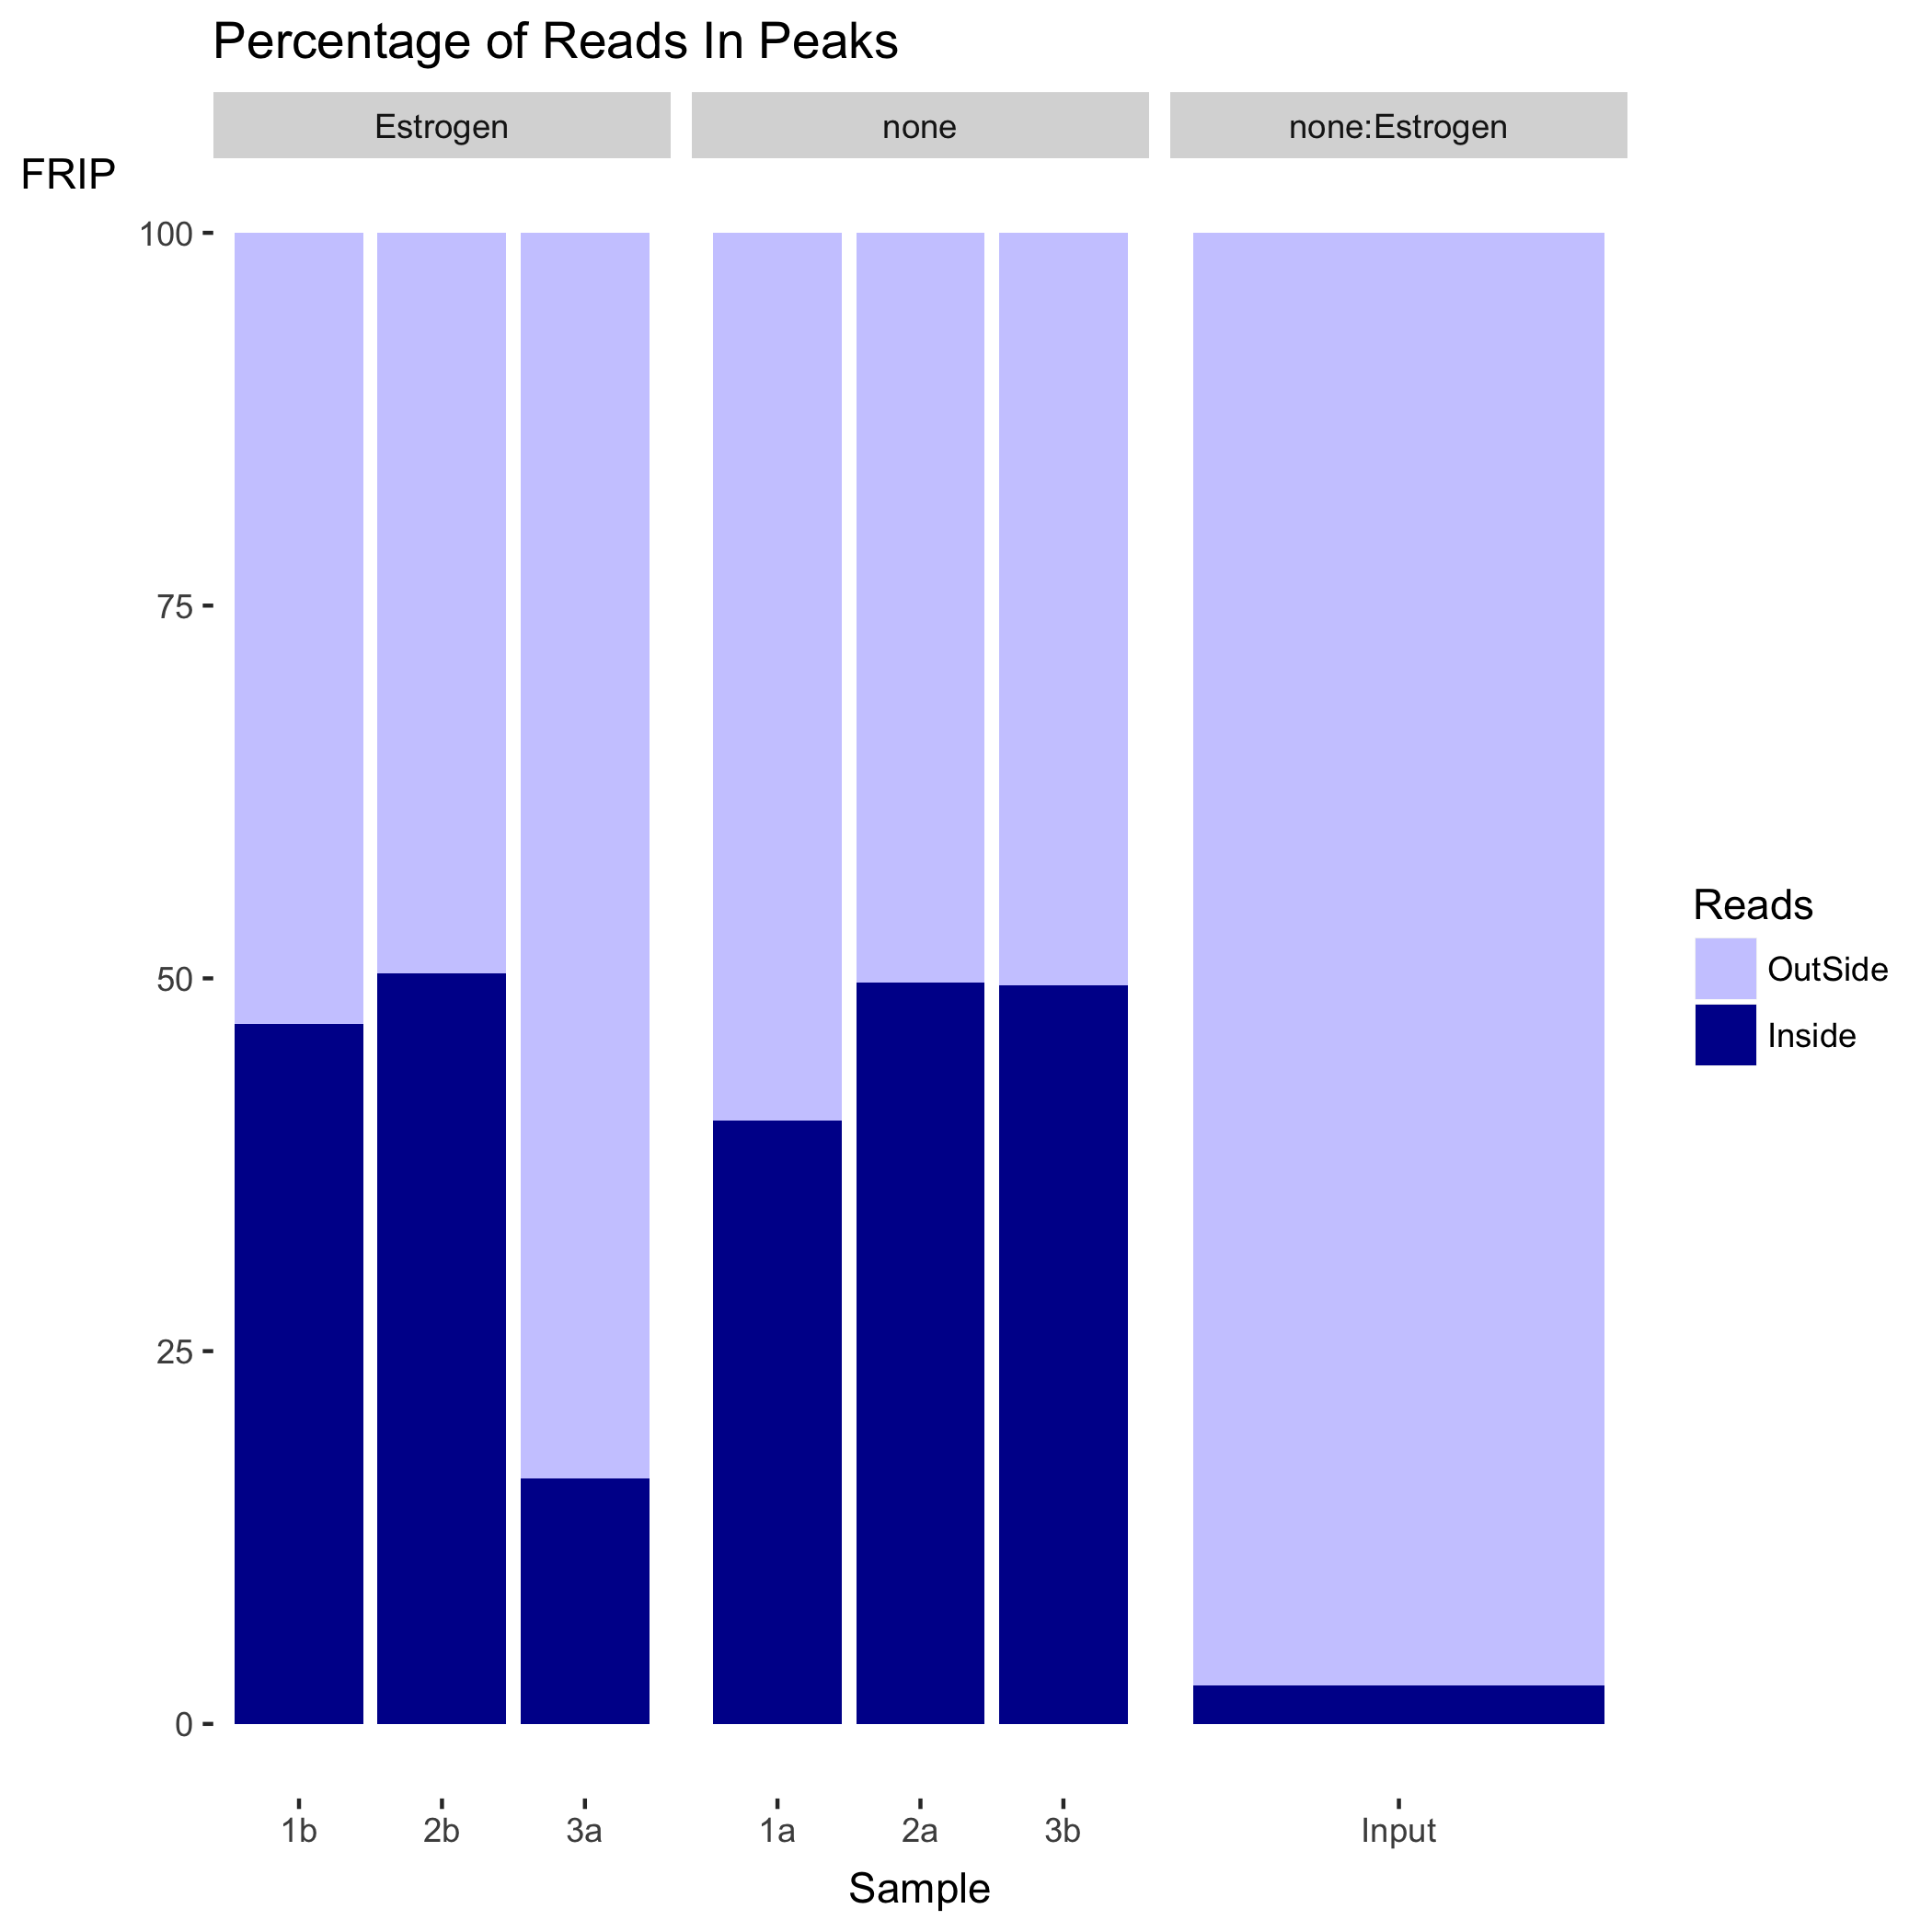 Percentage of Reads In Peaks
Estrogen none none:Estrogen
FRIP
100
75
50
25
0
1b 2b 3a 1a 2a 3b Input
Sample
Reads
OutSide
Inside